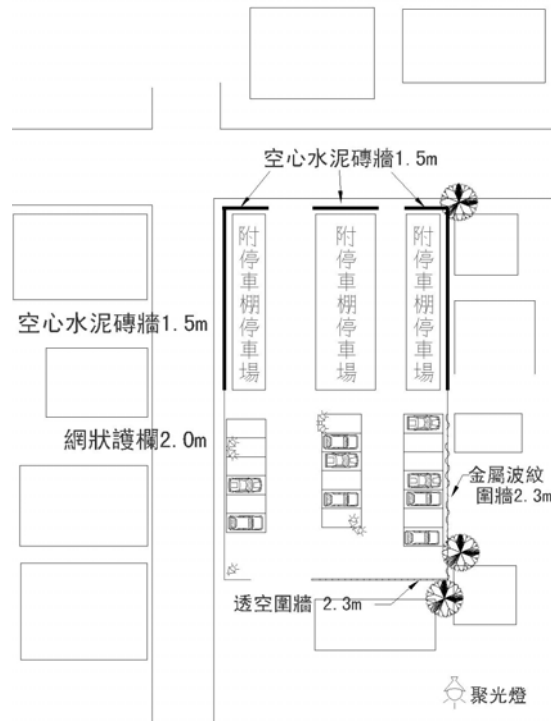 空心水泥磚牆1.5m
附停車棚停車場
附停車棚停車場
附停車棚停車場
空心水泥磚牆1.5m
網狀護欄2.0m
金屬波紋
圍牆2.3m
透空圍牆 2.3m
聚光燈